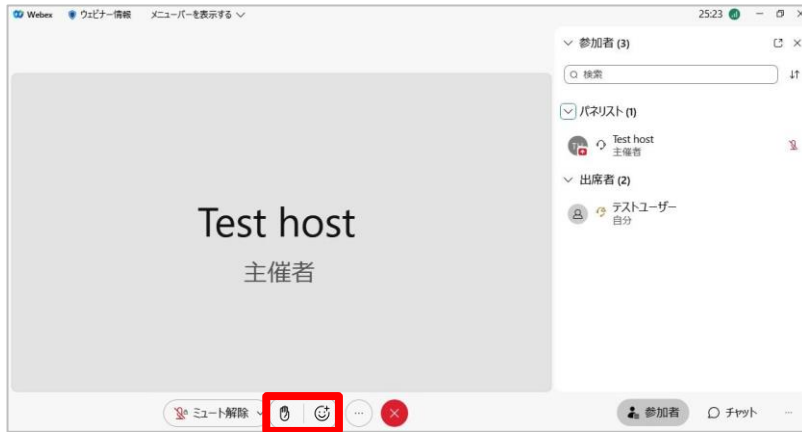 Webex ウェビナー情報 メニューバーを表示する 25:23
参加者 (3)
検索
パネリスト (1)
Test host
主催者
出席者 (2)
テストユーザー
自分
Test host
主催者
ミュート解除
参加者 チャット